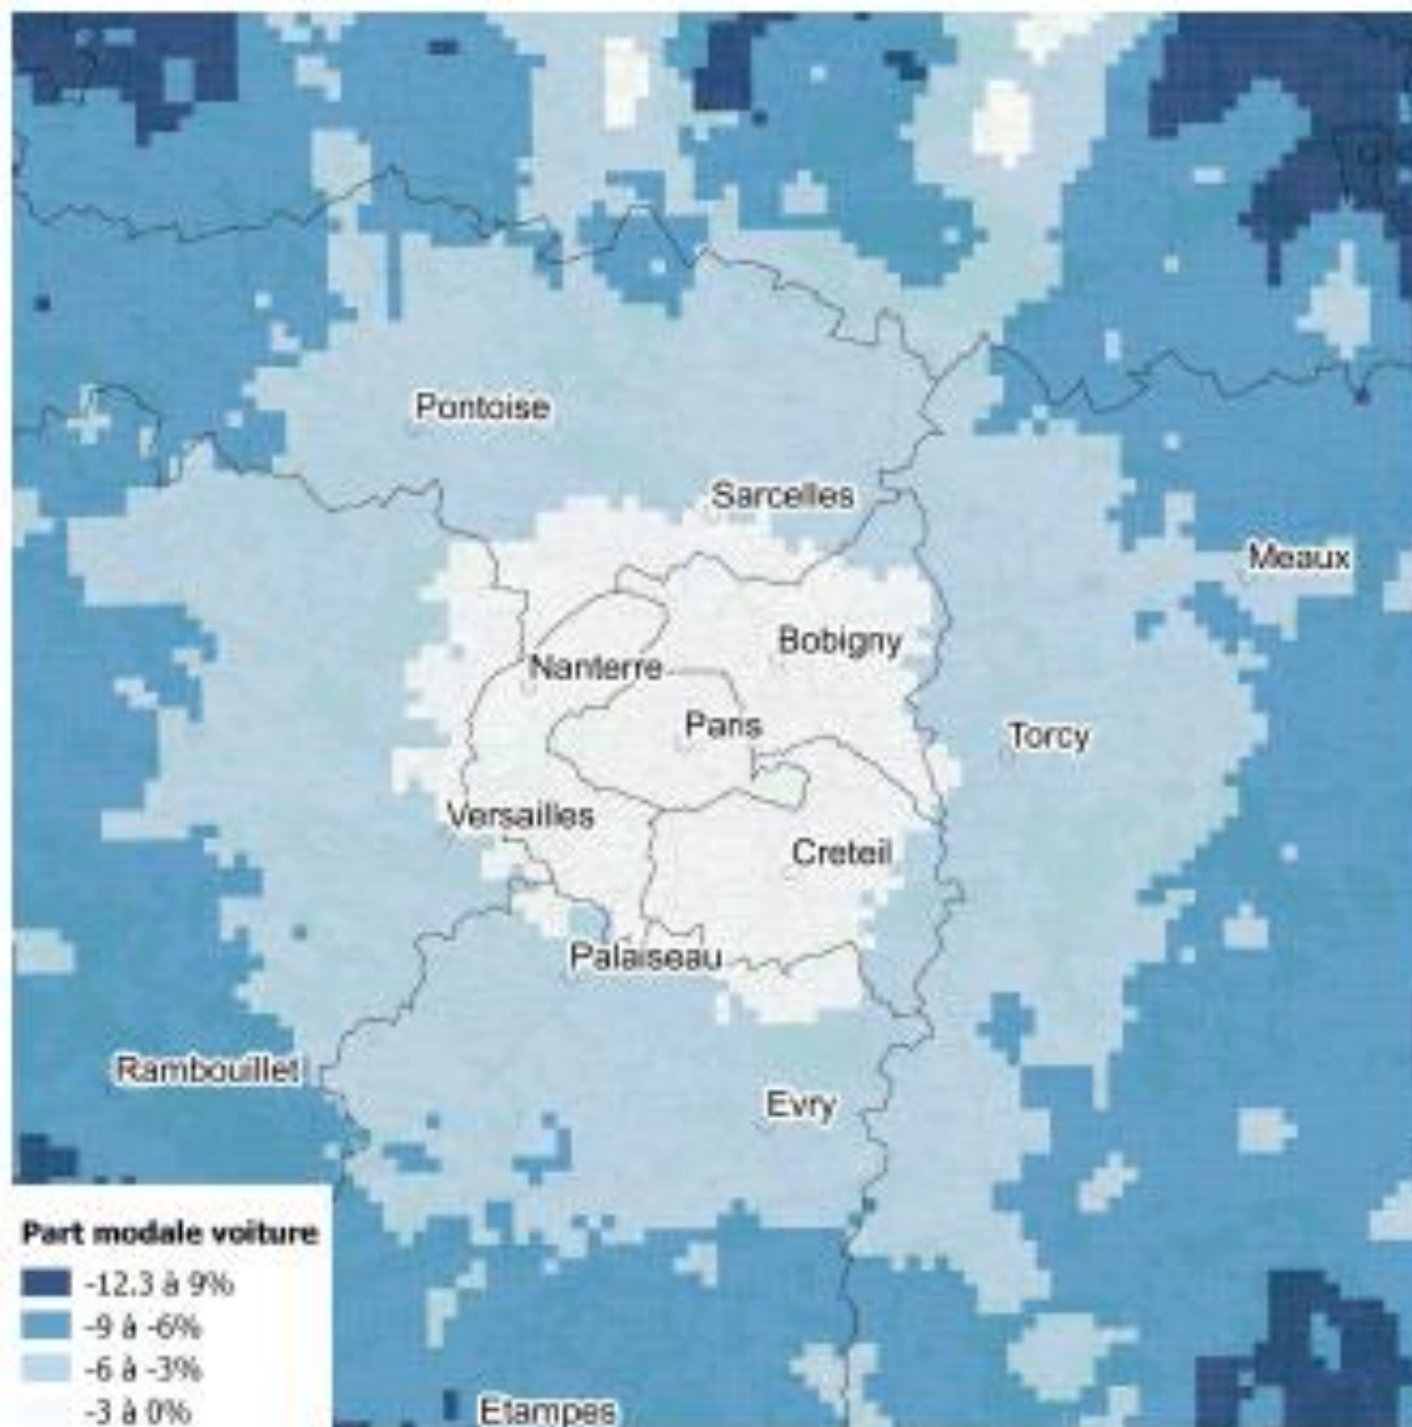 Pontoise
Sarcelles
Meaux
Bobigny
Nanterre
Paris
Torcy
Versailles
Creteil
Palaiseau
Rambouillet
Evry
Part modale voiture
-12.3 à 9%
-9 à -6%
-6 à -3%
-3 à 0%
Etampes